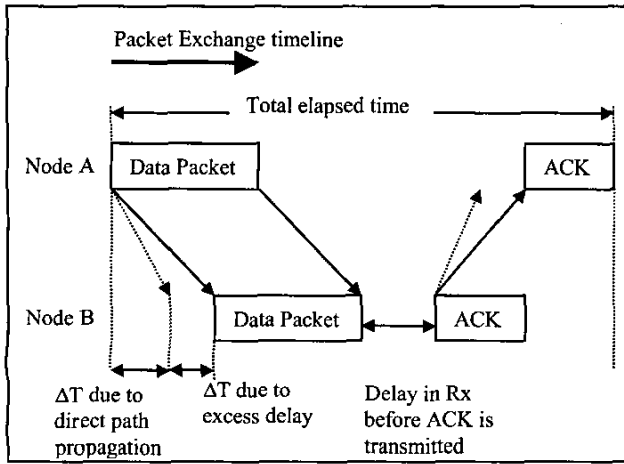 Packet Exchange timeline
Total elapsed time
Node A
Data Packet
ACK
Node B
Data Packet
ACK
ΔT due to
direct path
propagation
ΔT due to
excess delay
Delay in Rx
before ACK is
transmitted